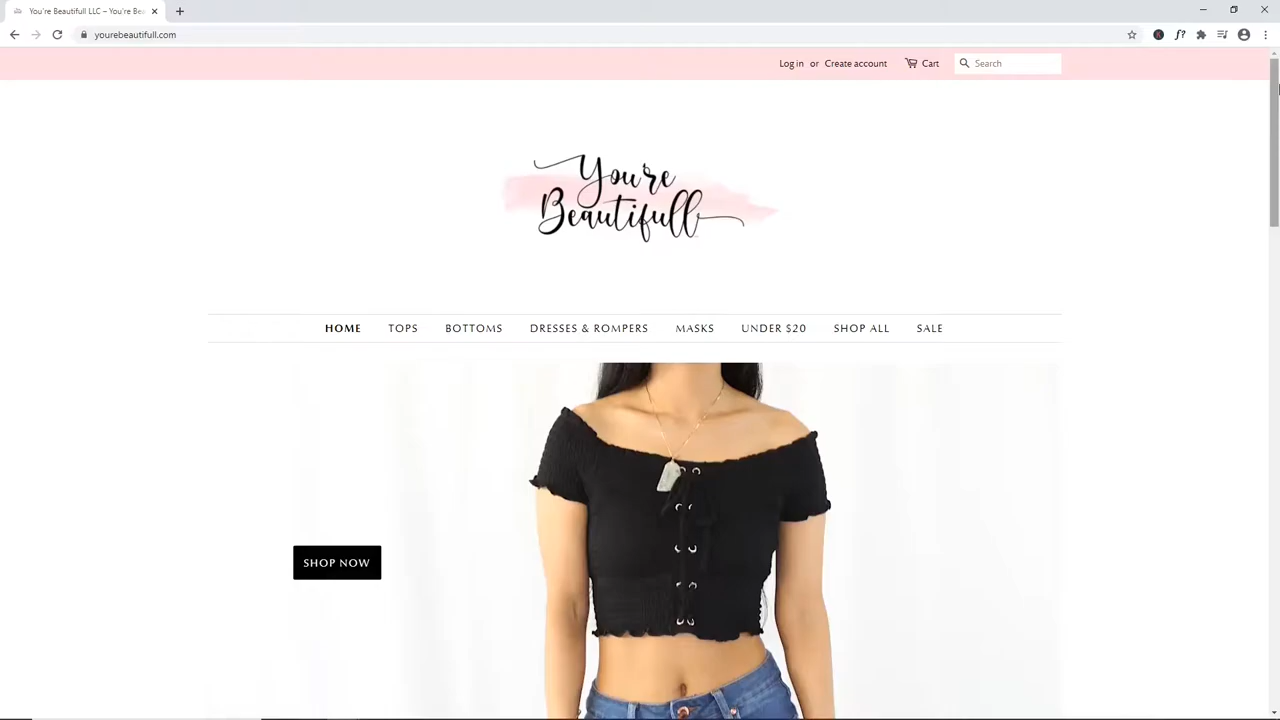 You're Beautifull LLC – You're Bea
yourebeautifull.com
f?
Log in or Create account Cart Search
You're
Beautifull
HOME TOPS BOTTOMS DRESSES & ROMPERS MASKS UNDER $20 SHOP ALL SALE
SHOP NOW